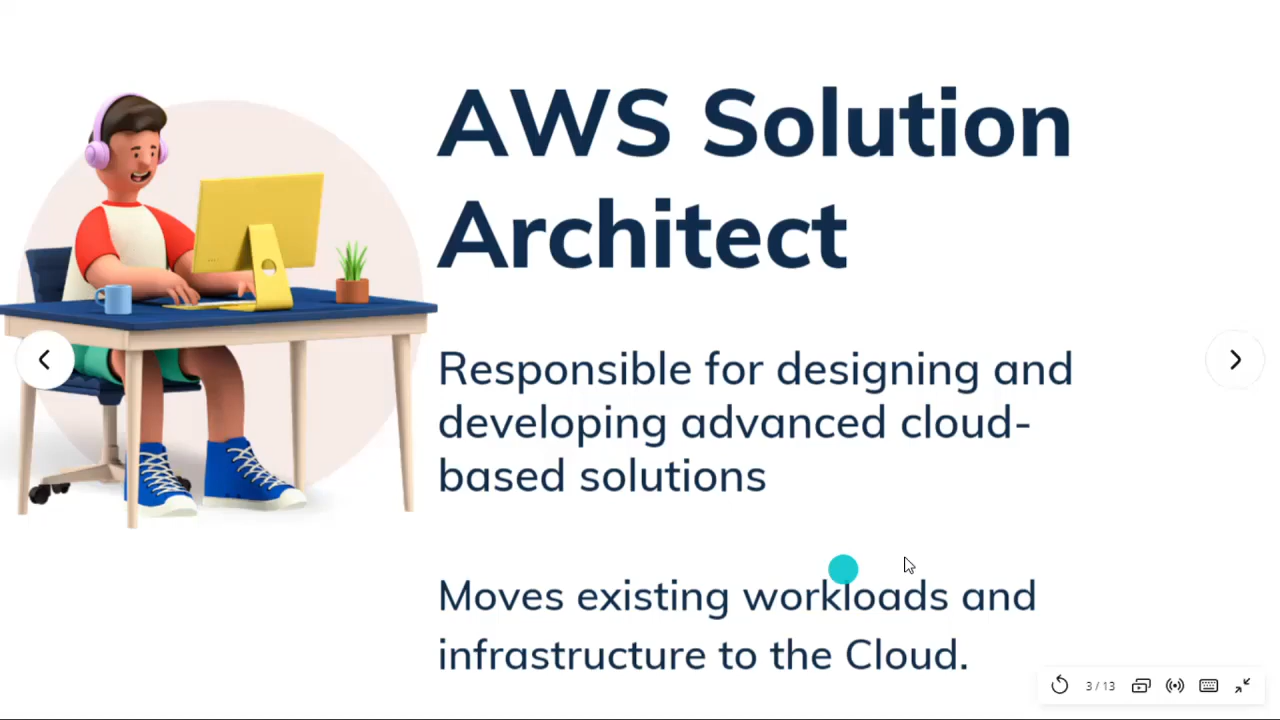 AWS Solution
Architect
Responsible for designing and
developing advanced cloud-
based solutions
Moves existing workloads and
infrastructure to the Cloud.
3 / 13